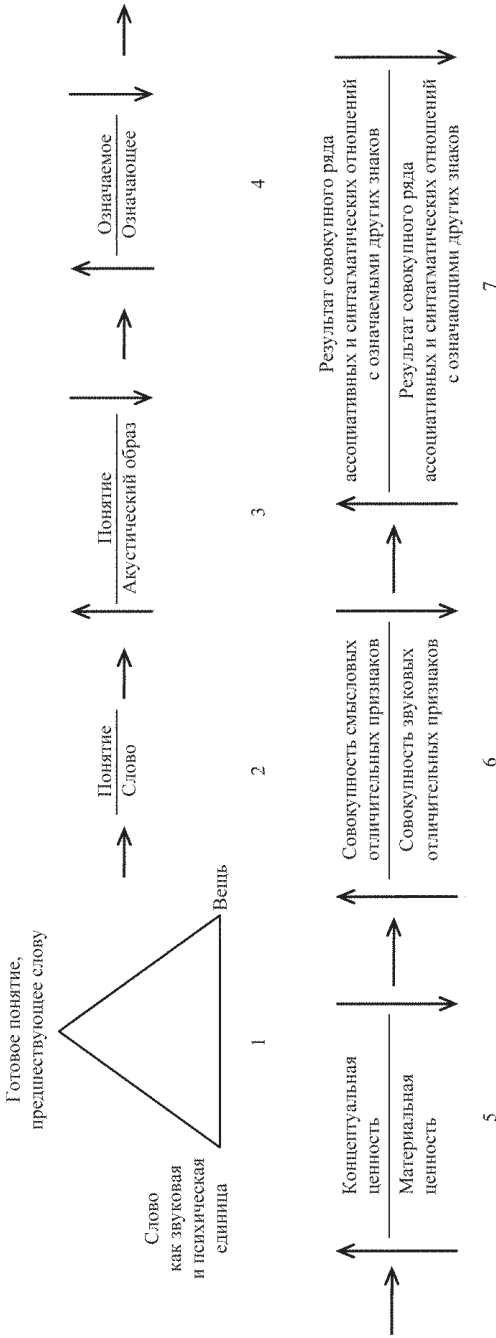 Готовое понятие,
предшествующее слову
Слово
как звуковая
и психическая
единица
Вещь
1
Понятие
Слово
2
Понятие
Акустический образ
3
Означаемое
Означающее
4
Концептуальная
ценность
Материальная
ценность
5
Совокупность смысловых
отличительных признаков
Совокупность звуковых
отличительных признаков
6
Результат совокупного ряда
ассоциативных и синтагматических отношений
с означаемыми других знаков
Результат совокупного ряда
ассоциативных и синтагматических отношений
с означающими других знаков
7